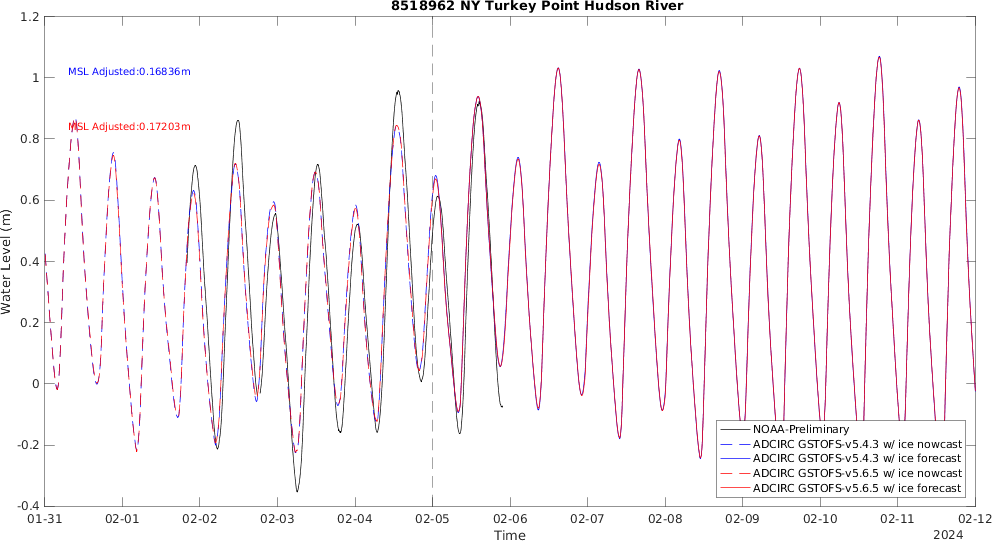 8518962 NY Turkey Point Hudson River
MSL Adjusted:0.16836m
MSL Adjusted:0.17203m
Water Level (m)
1.2
1
0.8
0.6
0.4
0.2
0
-0.2
-0.4
NOAA-Preliminary
ADCIRC GSTOFS-v5.4.3 w/ ice nowcast
ADCIRC GSTOFS-v5.4.3 w/ ice forecast
ADCIRC GSTOFS-v5.6.5 w/ ice nowcast
ADCIRC GSTOFS-v5.6.5 w/ ice forecast
01-31 02-01 02-02 02-03 02-04 02-05 02-06 02-07 02-08 02-09 02-10 02-11 02-12
Time
2024